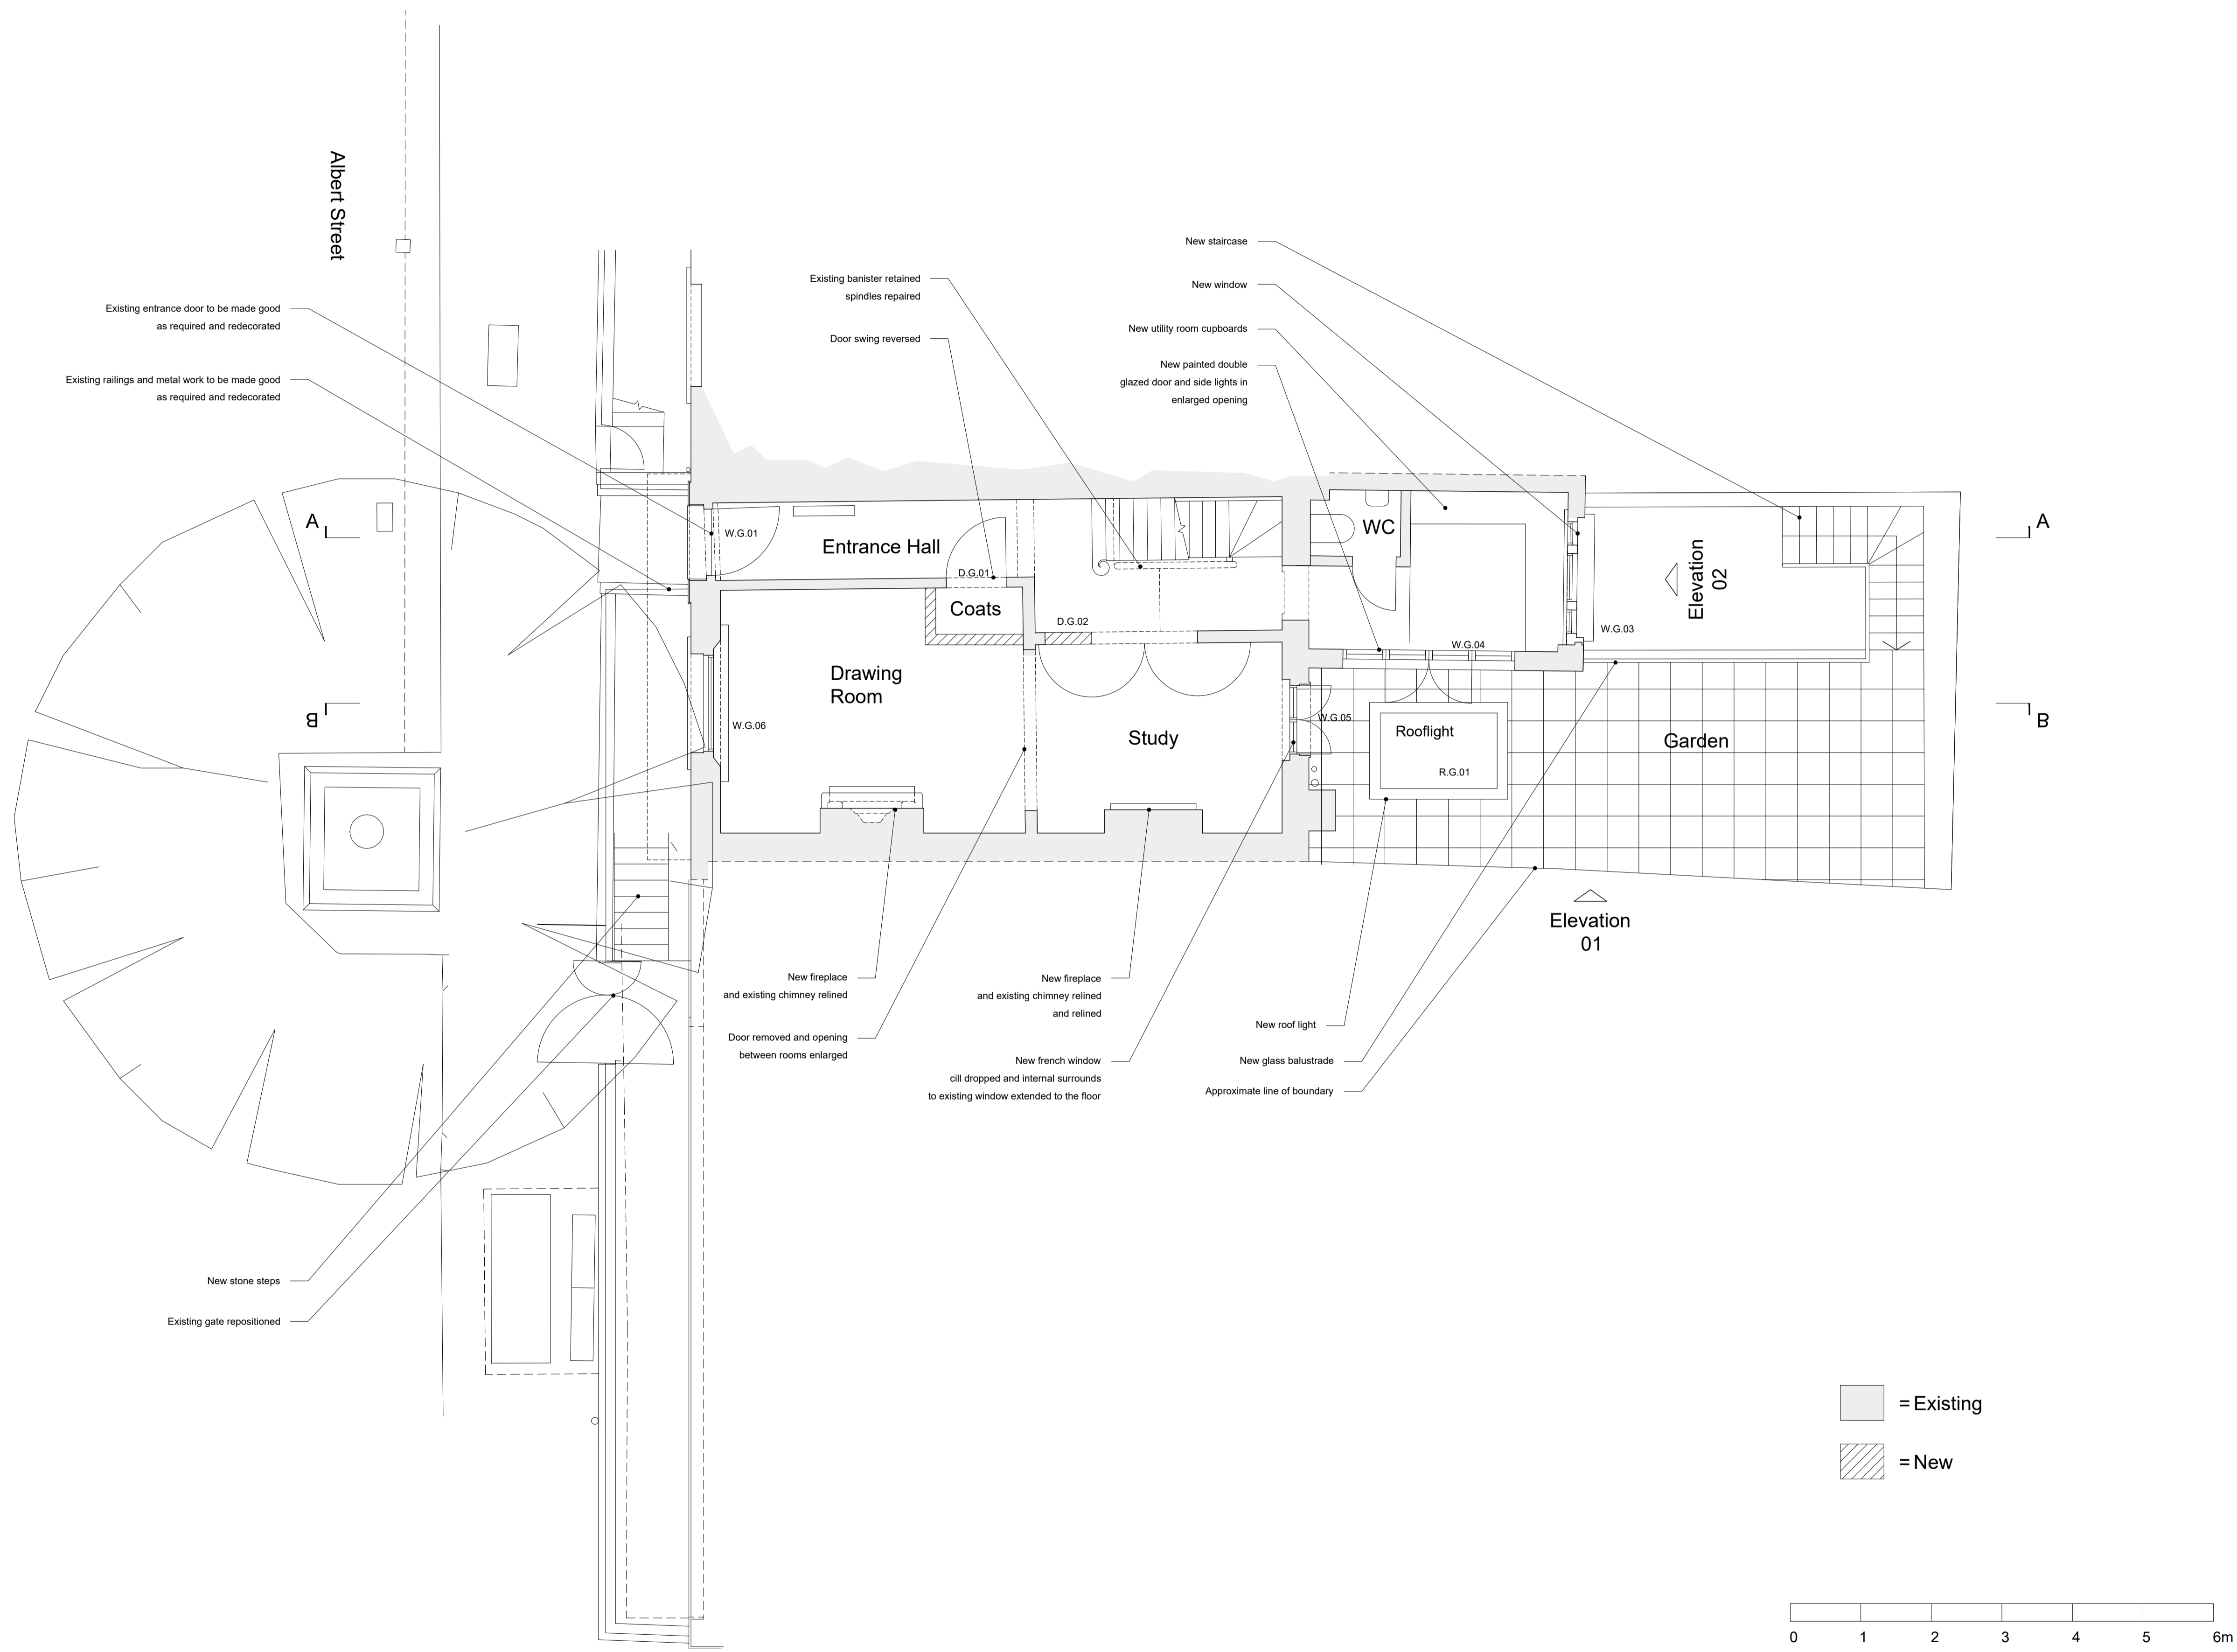 Albert Street
New staircase
Existing banister retained
spindles repaired
New window
Existing entrance door to be made good
as required and redecorated
New utility room cupboards
Door swing reversed
New painted double
glazed door and side lights in
enlarged opening
Existing railings and metal work to be made good
as required and redecorated
A
A
W.G.01
Entrance Hall
WC
D.G.01
Coats
D.G.02
Elevation
02
W.G.03
W.G.04
Drawing
Room
B
B
W.G.06
W.G.05
Study
Rooflight
R.G.01
Garden
Elevation
01
New fireplace
and existing chimney relined
New fireplace
and existing chimney relined
and relined
Door removed and opening
between rooms enlarged
New french window
cill dropped and internal surrounds
to existing window extended to the floor
New roof light
New glass balustrade
Approximate line of boundary
New stone steps
Existing gate repositioned
= Existing
= New
0 1 2 3 4 5 6m